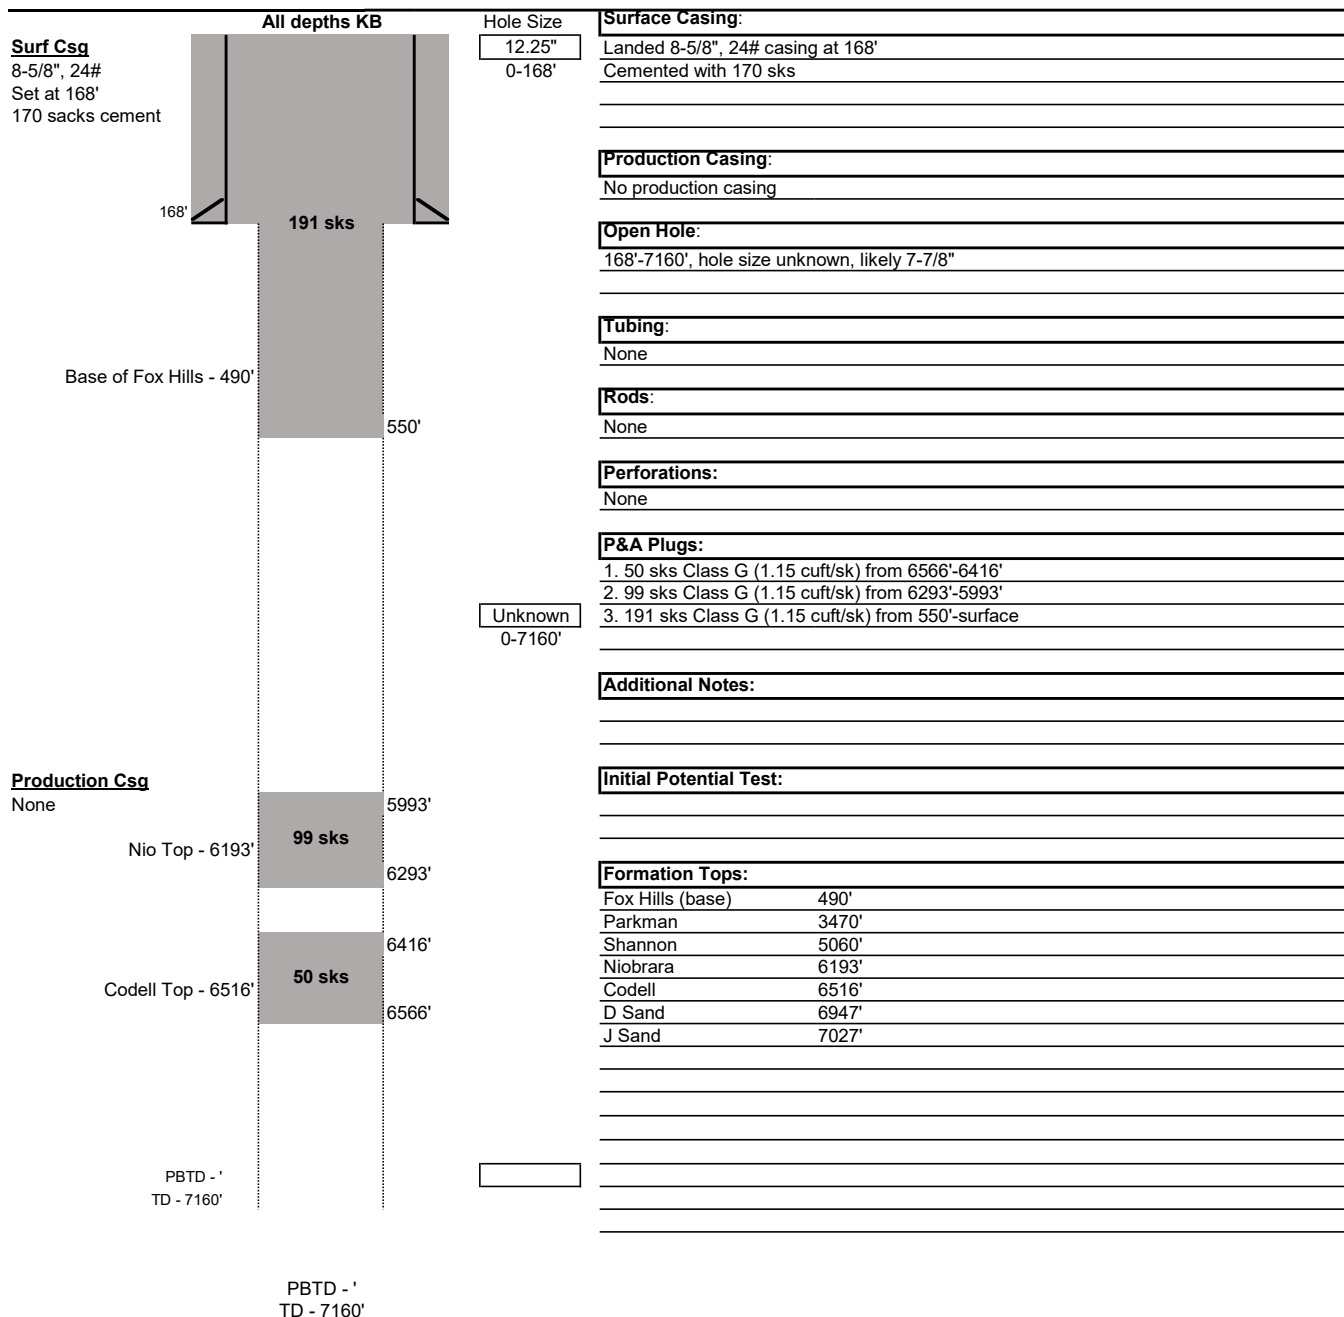 All depths KB
Surf Csg
8-5/8", 24#
Set at 168'
170 sacks cement
168'
191 sks
Base of Fox Hills - 490'
550'
Production Csg
None
5993'
99 sks
Nio Top - 6193'
6293'
6416'
50 sks
Codell Top - 6516'
6566'
PBTD - '
TD - 7160'
PBTD - '
TD - 7160'
Hole Size
12.25"
0-168'
Unknown
0-7160'
Surface Casing:
Landed 8-5/8", 24# casing at 168'
Cemented with 170 sks
Production Casing:
No production casing
Open Hole:
168'-7160', hole size unknown, likely 7-7/8"
Tubing:
None
Rods:
None
Perforations:
None
P&A Plugs:
1. 50 sks Class G (1.15 cuft/sk) from 6566'-6416'
2. 99 sks Class G (1.15 cuft/sk) from 6293'-5993'
3. 191 sks Class G (1.15 cuft/sk) from 550'-surface
Additional Notes:
Initial Potential Test:
Formation Tops:
Fox Hills (base) 490'
Parkman 3470'
Shannon 5060'
Niobrara 6193'
Codell 6516'
D Sand 6947'
J Sand 7027'